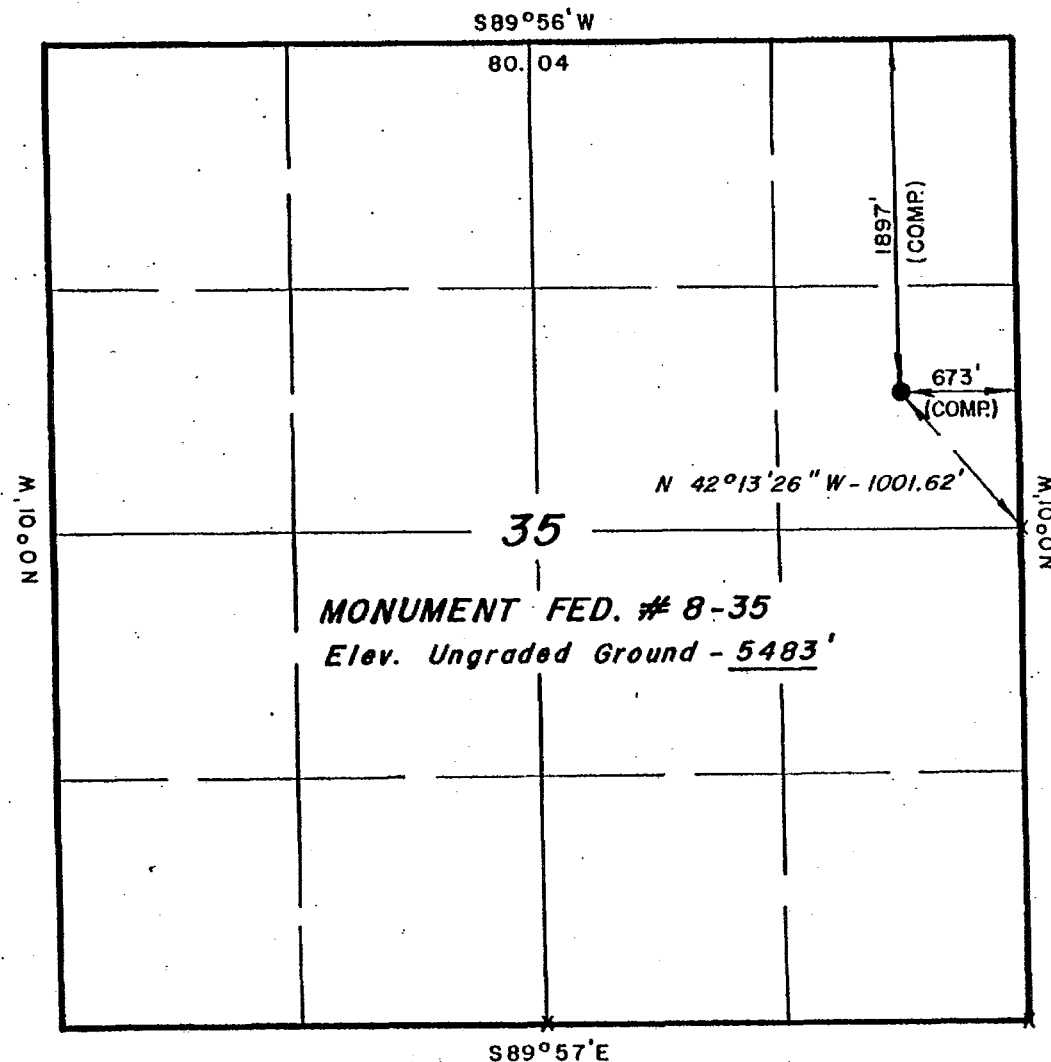 S89°56'W
80.04
1897'
(COMP.)
673'
(COMP.)
N 42°13'26" W - 1001.62'
N0°01'W
N0°01'W
35
MONUMENT FED. # 8-35
Elev. Ungraded Ground - 5483'
S89°57'E